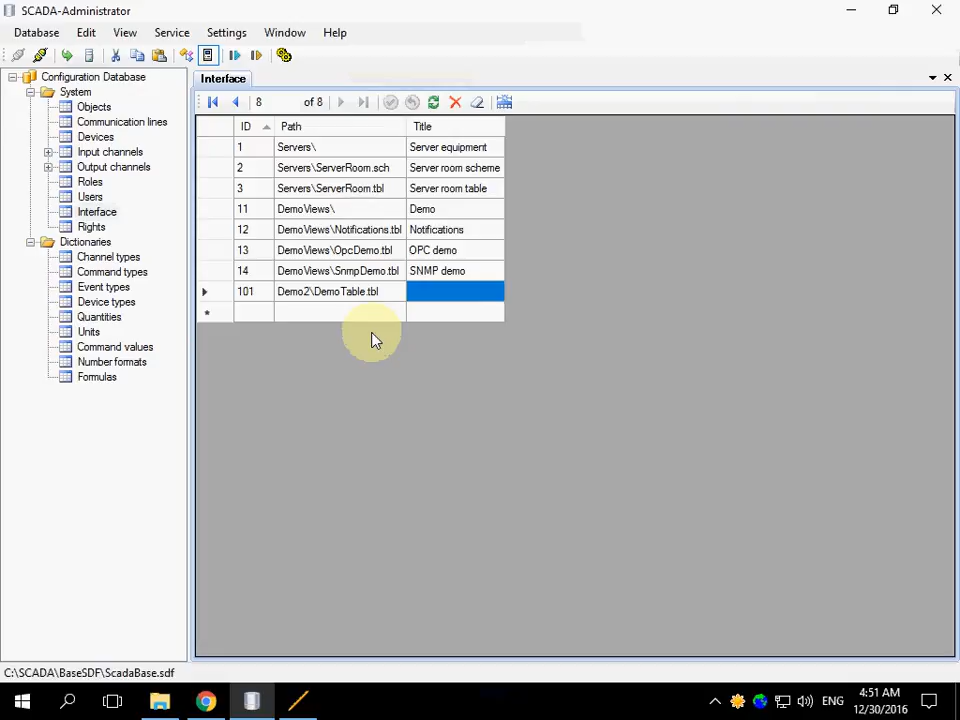 SCADA-Administrator
Database Edit View Service Settings Window Help
Configuration Database
System
Objects
Communication lines
Devices
Input channels
Output channels
Roles
Users
Interface
Rights
Dictionaries
Channel types
Command types
Event types
Device types
Quantities
Units
Command values
Number formats
Formulas
Interface
8 of 8
ID Path Title
1 Servers\ Server equipment
2 Servers\ServerRoom.sch Server room scheme
3 Servers\ServerRoom.tbl Server room table
11 DemoViews\ Demo
12 DemoViews\Notifications.tbl Notifications
13 DemoViews\OpcDemo.tbl OPC demo
14 DemoViews\SnmpDemo.tbl SNMP demo
101 Demo2\DemoTable.tbl
*
C:\SCADA\BaseSDF\ScadaBase.sdf
ENG
4:51 AM
12/30/2016